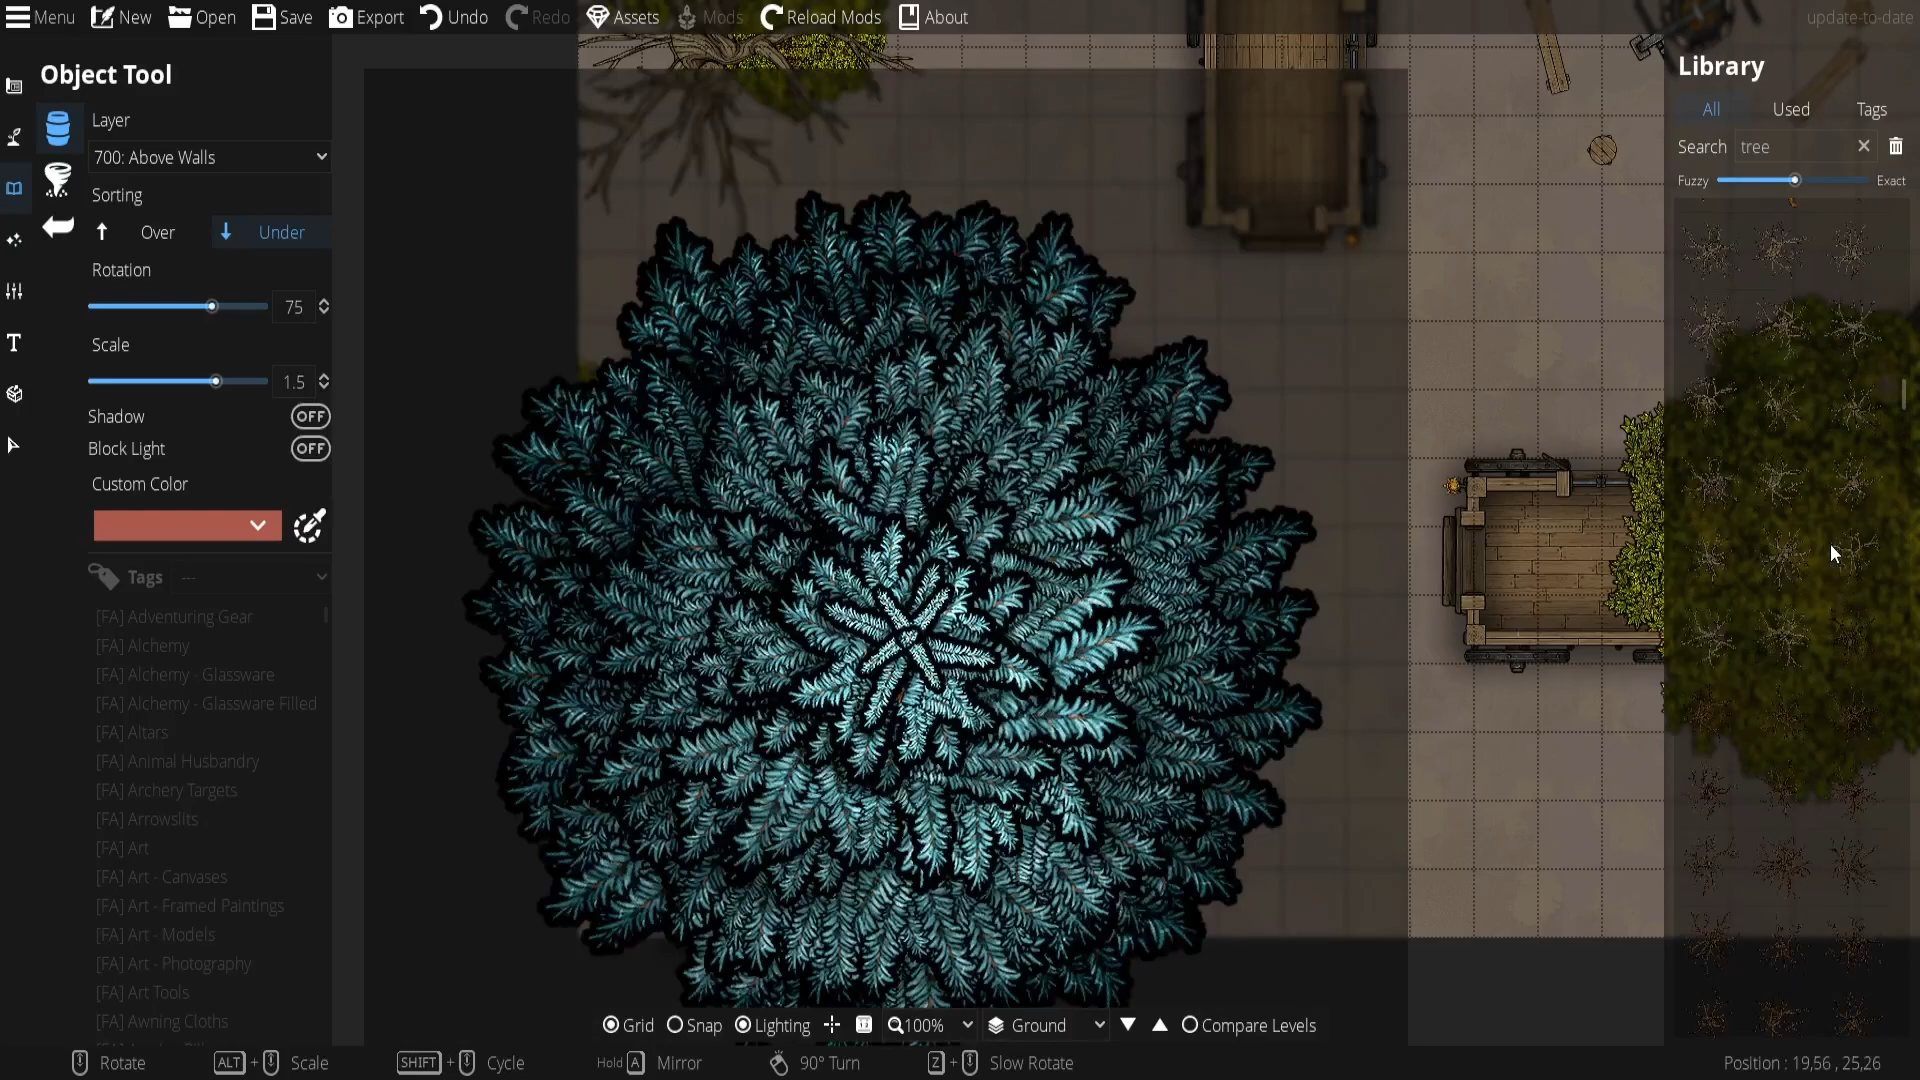 Menu New Open Save Export Undo Redo Assets Mods Reload Mods About update-to-date
Object Tool
Layer
700: Above Walls
Sorting
Over Under
Rotation
75
Scale
1.5
Shadow OFF
Block Light OFF
Custom Color
Tags ---
[FA] Adventuring Gear
[FA] Alchemy
[FA] Alchemy - Glassware
[FA] Alchemy - Glassware Filled
[FA] Altars
[FA] Animal Husbandry
[FA] Archery Targets
[FA] Arrowslits
[FA] Art
[FA] Art - Canvases
[FA] Art - Framed Paintings
[FA] Art - Models
[FA] Art - Photography
[FA] Art Tools
[FA] Awning Cloths
Library
All Used Tags
Search tree
Fuzzy Exact
Grid Snap Lighting 100% Ground Compare Levels
Rotate ALT + Scale SHIFT + Cycle Hold A Mirror 90° Turn Z + Slow Rotate Position : 19,56 , 25,26